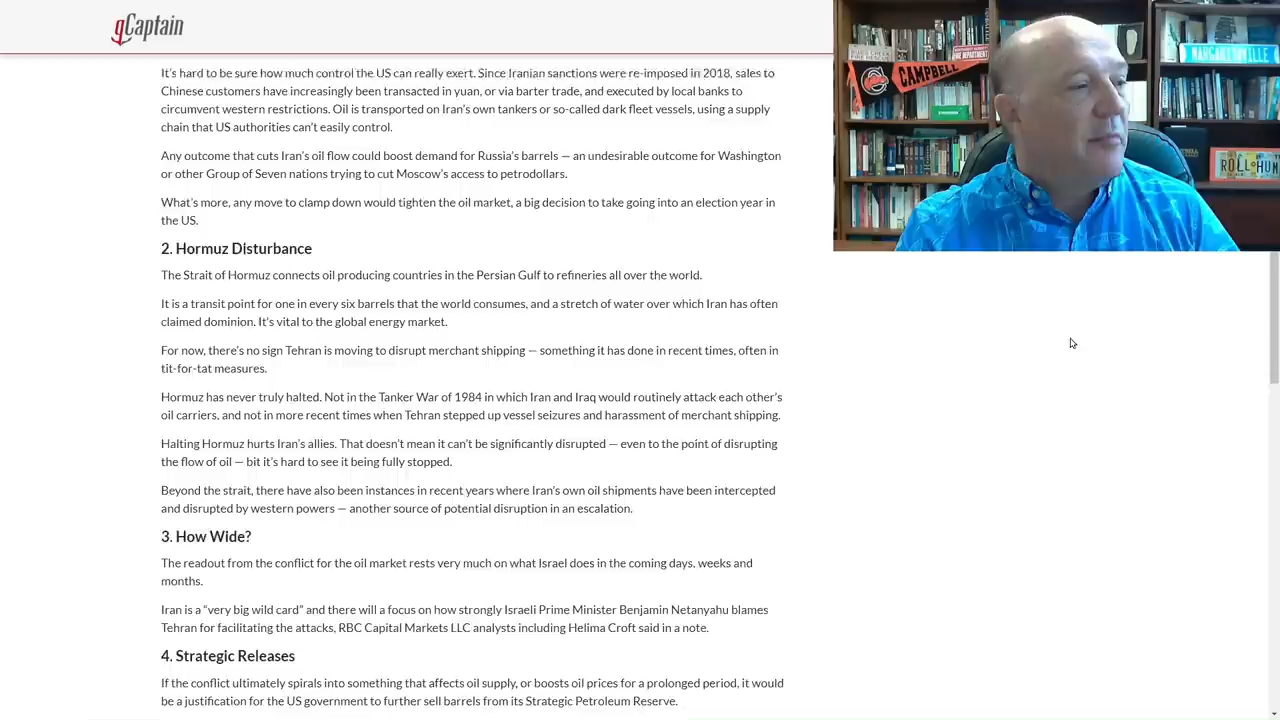 gCaptain
It's hard to be sure how much control the US can really exert. Since Iranian sanctions were re-imposed in 2018, sales to
Chinese customers have increasingly been transacted in yuan, or via barter trade, and executed by local banks to
circumvent western restrictions. Oil is transported on Iran's own tankers or so-called dark fleet vessels, using a supply
chain that US authorities can't easily control.
Any outcome that cuts Iran's oil flow could boost demand for Russia's barrels — an undesirable outcome for Washington
or other Group of Seven nations trying to cut Moscow's access to petrodollars.
What's more, any move to clamp down would tighten the oil market, a big decision to take going into an election year in
the US.
2. Hormuz Disturbance
The Strait of Hormuz connects oil producing countries in the Persian Gulf to refineries all over the world.
It is a transit point for one in every six barrels that the world consumes, and a stretch of water over which Iran has often
claimed dominion. It's vital to the global energy market.
For now, there's no sign Tehran is moving to disrupt merchant shipping — something it has done in recent times, often in
tit-for-tat measures.
Hormuz has never truly halted. Not in the Tanker War of 1984 in which Iran and Iraq would routinely attack each other's
oil carriers, and not in more recent times when Tehran stepped up vessel seizures and harassment of merchant shipping.
Halting Hormuz hurts Iran's allies. That doesn't mean it can't be significantly disrupted — even to the point of disrupting
the flow of oil — bit it's hard to see it being fully stopped.
Beyond the strait, there have also been instances in recent years where Iran's own oil shipments have been intercepted
and disrupted by western powers — another source of potential disruption in an escalation.
3. How Wide?
The readout from the conflict for the oil market rests very much on what Israel does in the coming days, weeks and
months.
Iran is a “very big wild card” and there will a focus on how strongly Israeli Prime Minister Benjamin Netanyahu blames
Tehran for facilitating the attacks, RBC Capital Markets LLC analysts including Helima Croft said in a note.
4. Strategic Releases
If the conflict ultimately spirals into something that affects oil supply, or boosts oil prices for a prolonged period, it would
be a justification for the US government to further sell barrels from its Strategic Petroleum Reserve.
CAMPBELL
MARGARITAVILLE